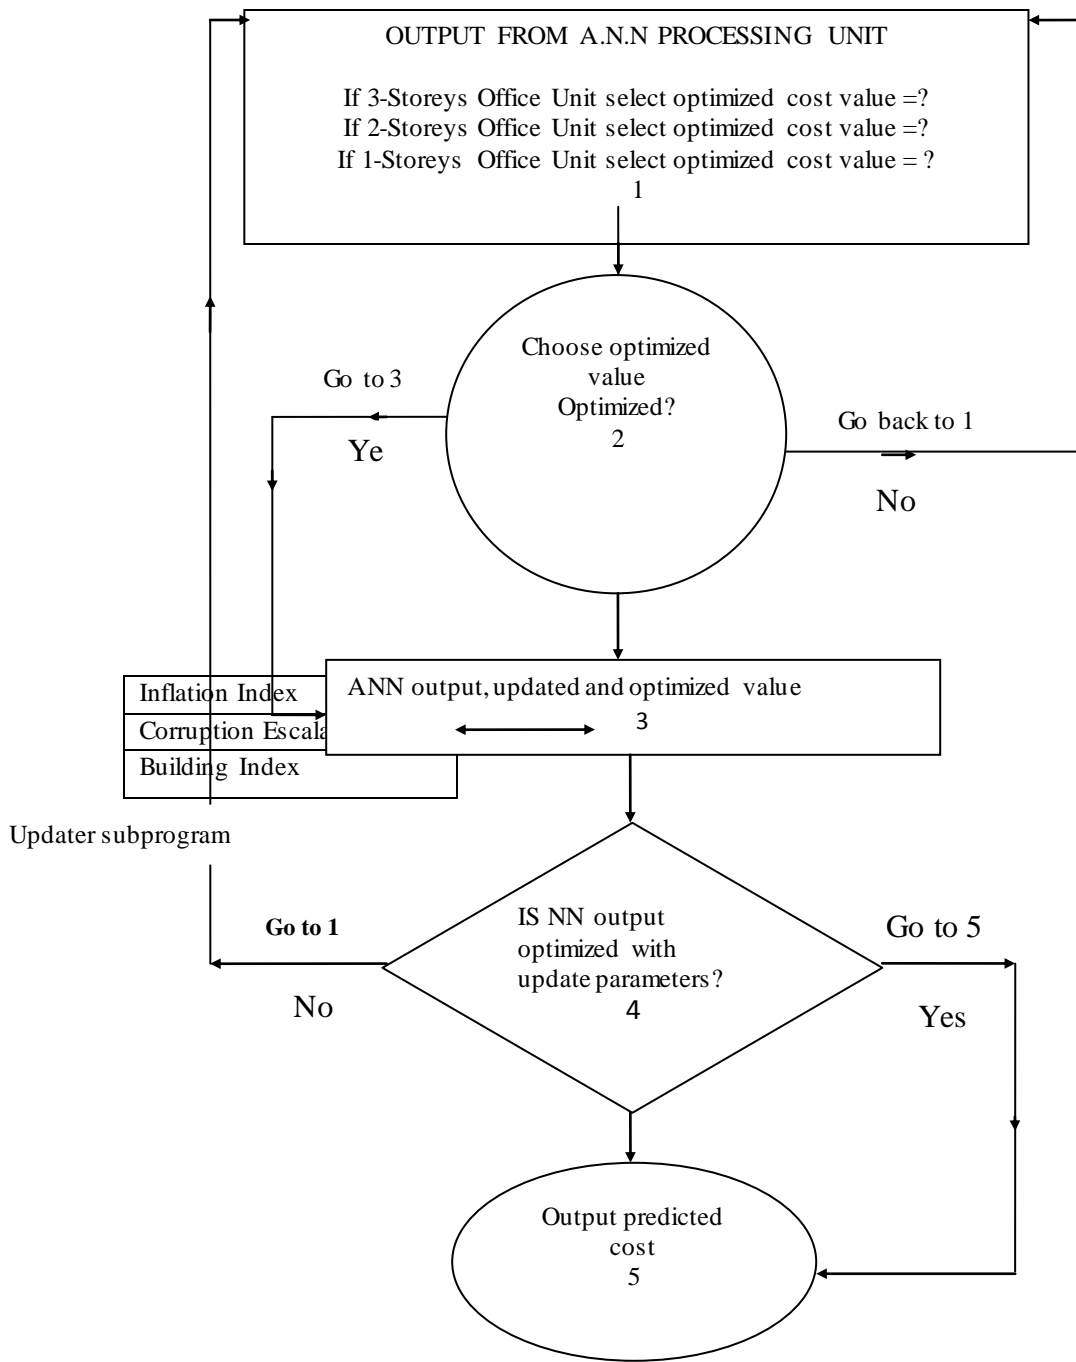 OUTPUT FROM A.N.N PROCESSING UNIT
If 3-Storeys Office Unit select optimized cost value =?
If 2-Storeys Office Unit select optimized cost value =?
If 1-Storeys Office Unit select optimized cost value = ?
1
Choose optimized
value
Optimized?
2
Go to 3
Ye
Go back to 1
No
Inflation Index
Corruption Escala
Building Index
ANN output, updated and optimized value
3
Updater subprogram
Go to 1
No
IS NN output
optimized with
update parameters?
4
Go to 5
Yes
Output predicted
cost
5